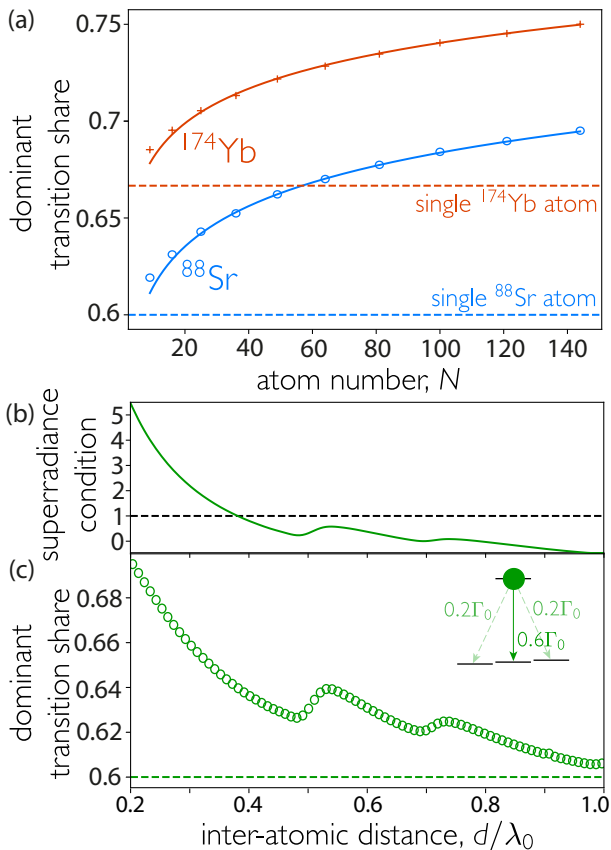 (a)
0.75
0.7
0.65
0.6
dominant
transition share
¹⁷⁴Yb
⁸⁸Sr
single ¹⁷⁴Yb atom
single ⁸⁸Sr atom
20 40 60 80 100 120 140
atom number, N
(b)
5
4
3
2
1
0
superradiance
condition
(c)
0.68
0.66
0.64
0.62
0.6
dominant
transition share
0.2Γ₀ 0.2Γ₀
0.6Γ₀
0.2 0.4 0.6 0.8 1.0
inter-atomic distance, d/λ₀